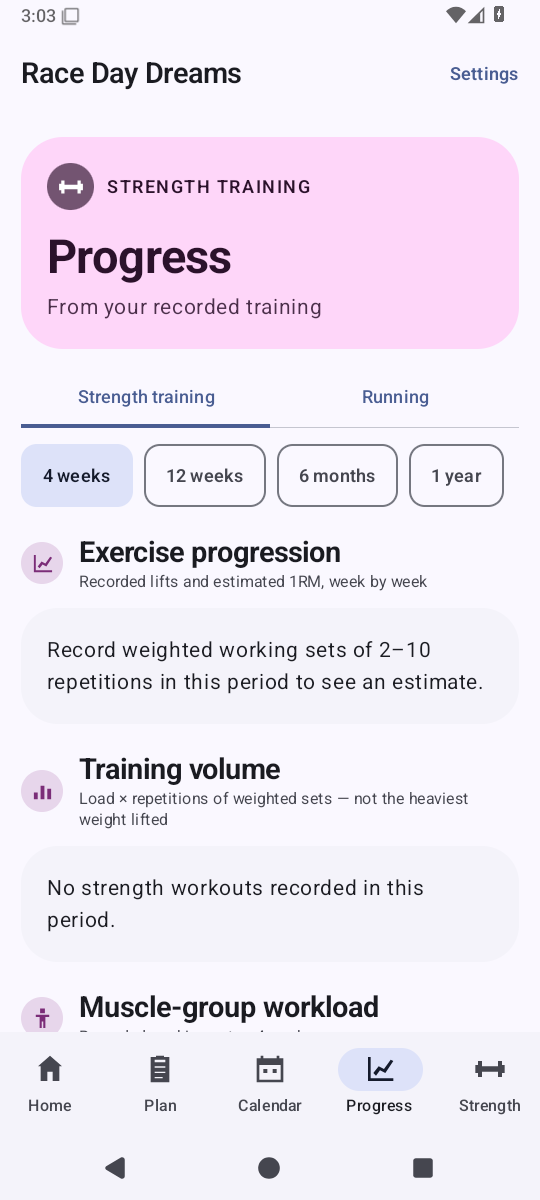 3:03
Race Day Dreams
Settings
STRENGTH TRAINING
Progress
From your recorded training
Strength training
Running
4 weeks
12 weeks
6 months
1 year
Exercise progression
Recorded lifts and estimated 1RM, week by week
Record weighted working sets of 2–10
repetitions in this period to see an estimate.
Training volume
Load × repetitions of weighted sets — not the heaviest
weight lifted
No strength workouts recorded in this
period.
Muscle-group workload
Home
Plan
Calendar
Progress
Strength